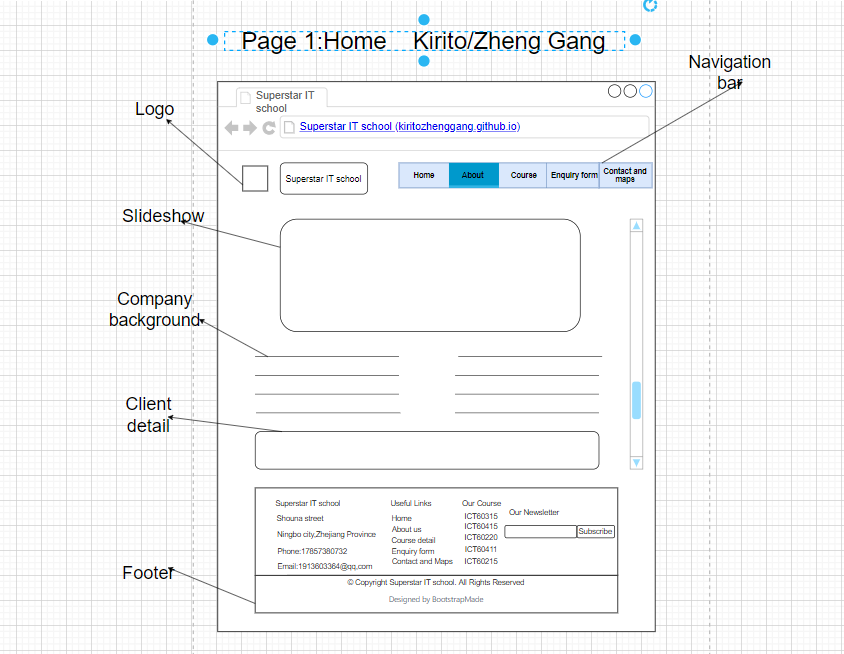 Page 1:Home Kirito/Zheng Gang
Navigation
bar
Superstar IT
school
Logo
Superstar IT school (kiritozhenggang.github.io)
Superstar IT school
Home
About
Course
Enquiry form
Contact and
maps
Slideshow
Company
background
Client
detail
Superstar IT school
Shouna street
Ningbo city,Zhejiang Province
Phone:17857380732
Email:1913603364@qq.com
Useful Links
Home
About us
Course detail
Enquiry form
Contact and Maps
Our Course
ICT60315
ICT60415
ICT60220
ICT60411
ICT60215
Our Newsletter
Subscribe
Footer
© Copyright Superstar IT school. All Rights Reserved
Designed by BootstrapMade